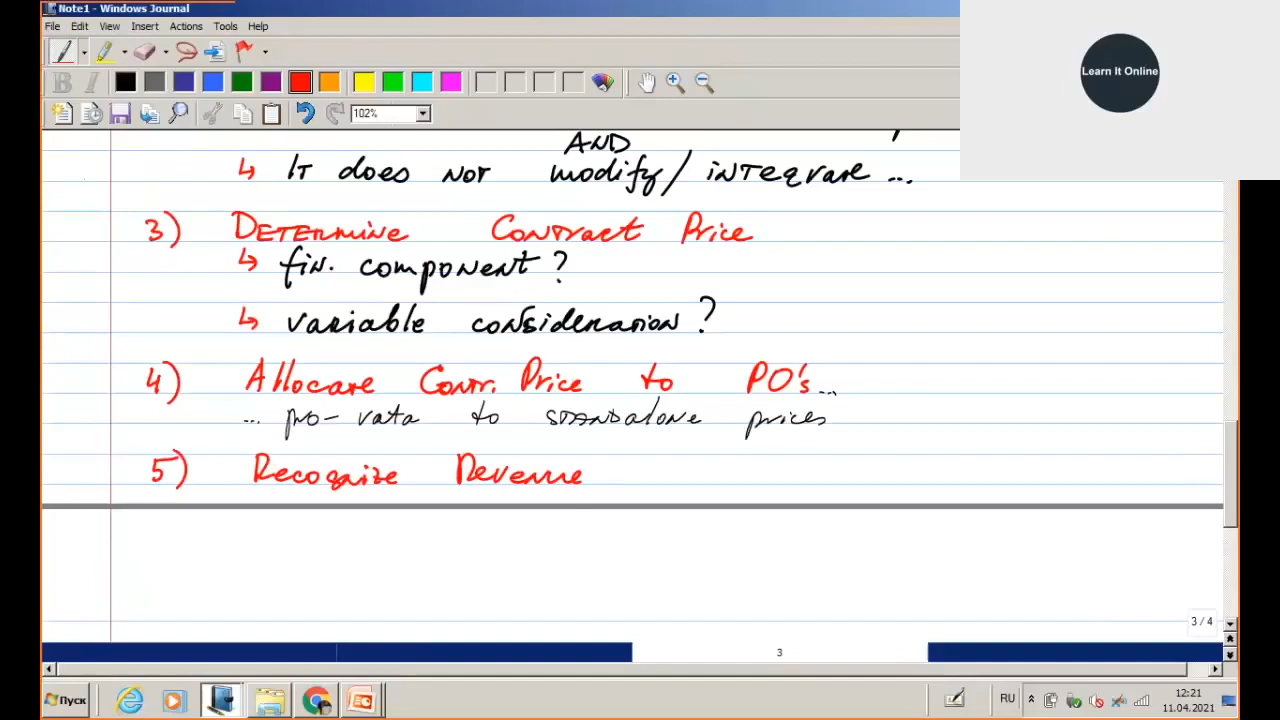 Note1 - Windows Journal
File Edit View Insert Actions Tools Help
Learn It Online
B I
102%
AND
↳ It does not modify/ integrate ...
3) Determine Contract Price
↳ fin. component?
↳ variable consideration?
4) Allocate Contr. Price to PO's...
... pro-rata to standalone prices
5) Recognize Revenue
3 / 4
3
Пуск
RU
12:21
11.04.2021